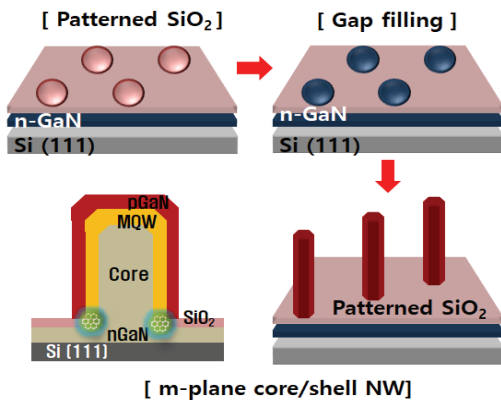 [ Patterned SiO₂]
[ Gap filling]
n-GaN
Si (111)
n-GaN
Si (111)
pGaN
MQW
Core
SiO₂
nGaN
Si (111)
Patterned SiO₂
[ m-plane core/shell NW]